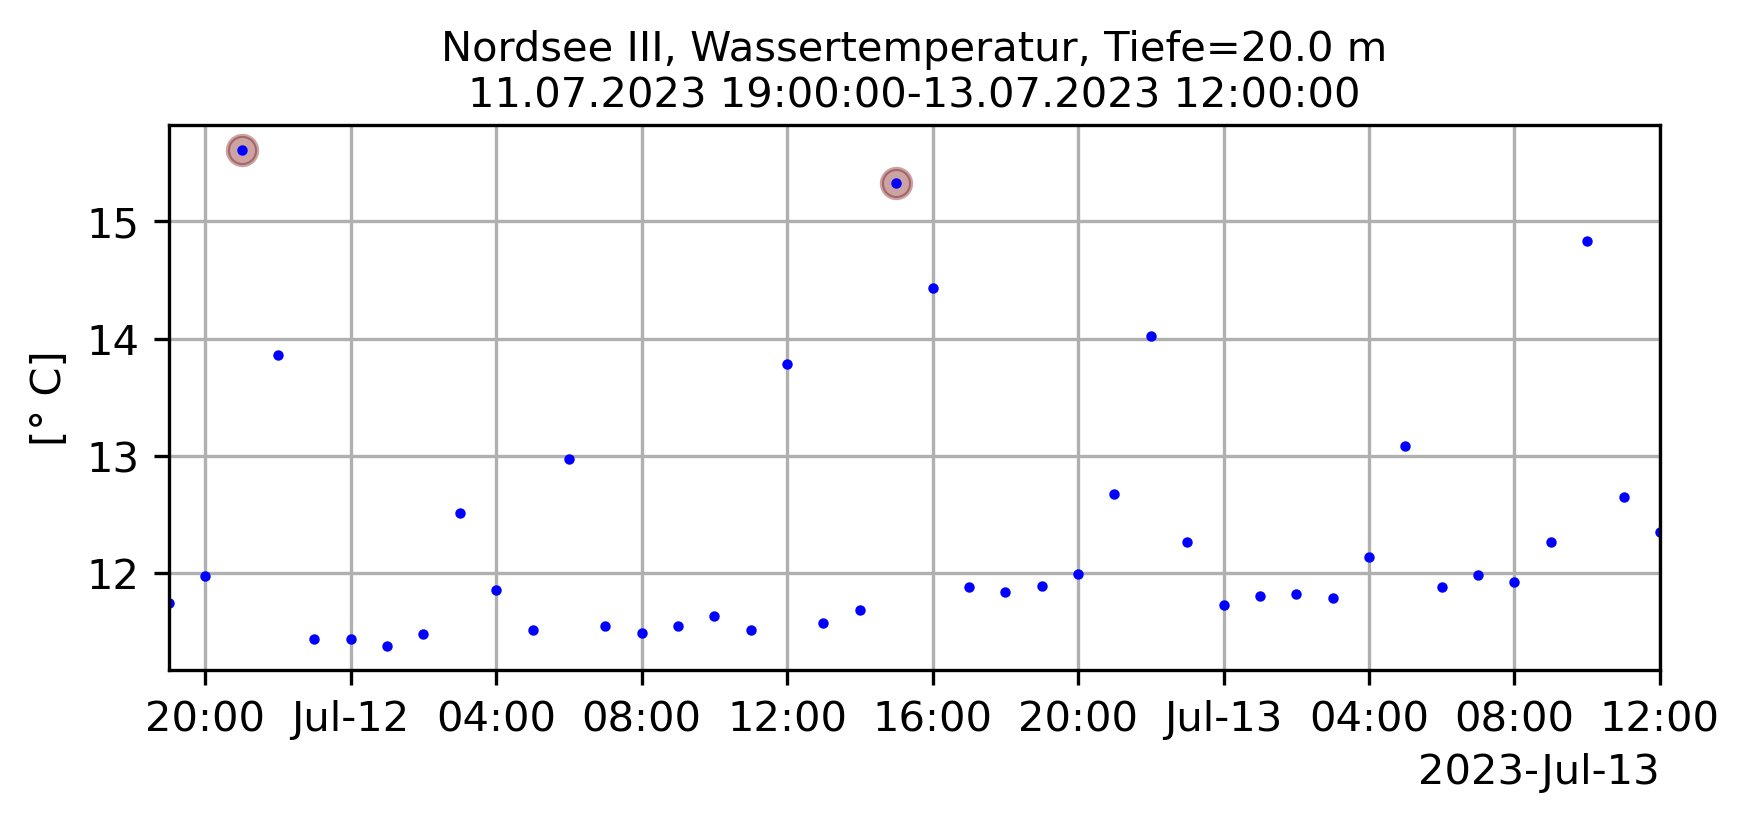 Nordsee III, Wassertemperatur, Tiefe=20.0 m
11.07.2023 19:00:00-13.07.2023 12:00:00
[° C]
15
14
13
12
20:00 Jul-12 04:00 08:00 12:00 16:00 20:00 Jul-13 04:00 08:00 12:00
2023-Jul-13